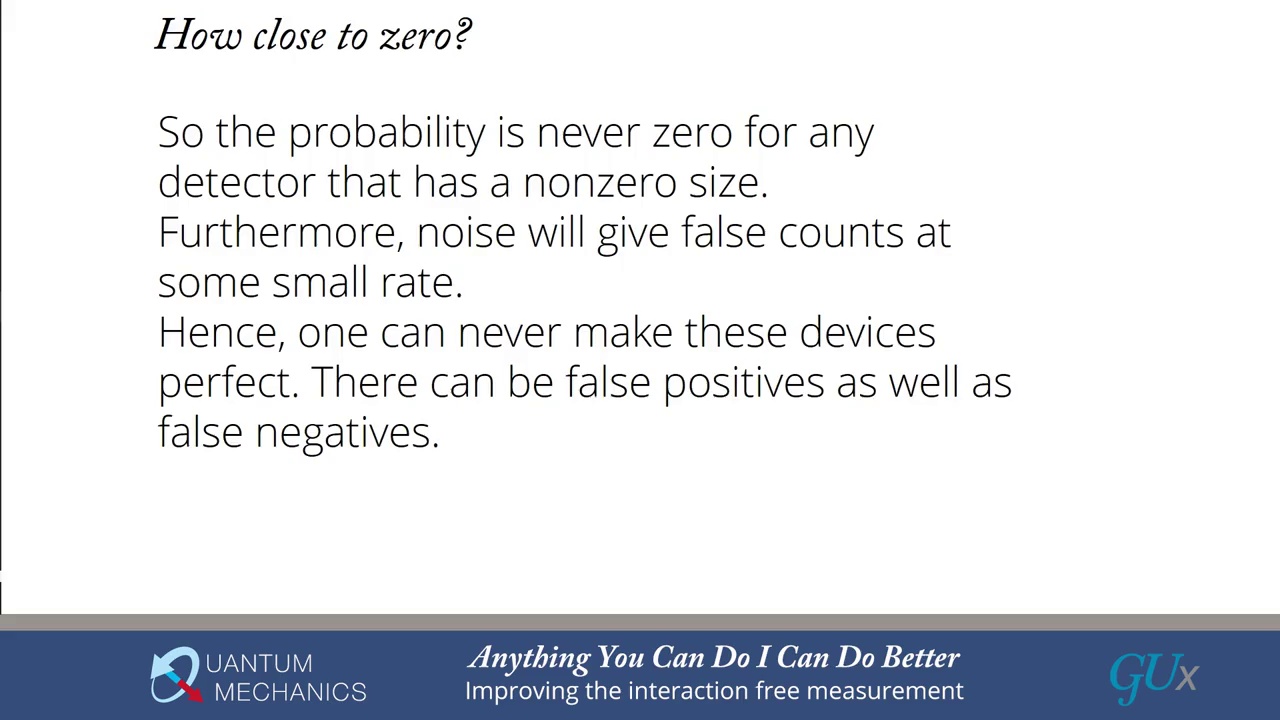 How close to zero?
So the probability is never zero for any
detector that has a nonzero size.
Furthermore, noise will give false counts at
some small rate.
Hence, one can never make these devices
perfect. There can be false positives as well as
false negatives.
QUANTUM
MECHANICS
Anything You Can Do I Can Do Better
Improving the interaction free measurement
GUx